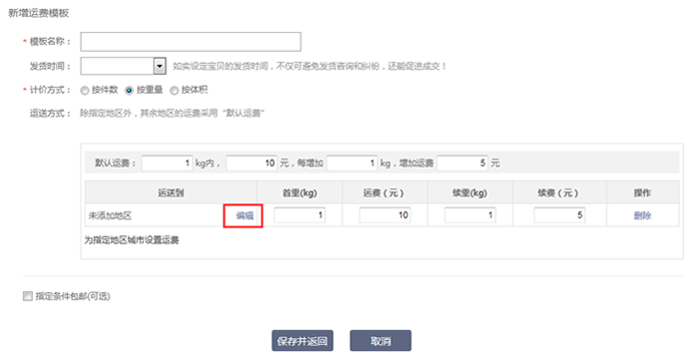 新增运费模板
* 模板名称：
发货时间： 如实设定宝贝的发货时间，不仅可避免发货咨询和纠纷，还能促进成交！
* 计价方式： 按件数 按重量 按体积
运送方式： 除指定地区外，其余地区的运费采用“默认运费”
默认运费： 1 kg内， 10 元，每增加 1 kg，增加运费 5 元
运送到 首重(kg) 运费（元） 续重(kg) 续费（元） 操作
未添加地区 编辑 1 10 1 5 删除
为指定地区城市设置运费
指定条件包邮(可选)
保存并返回 取消